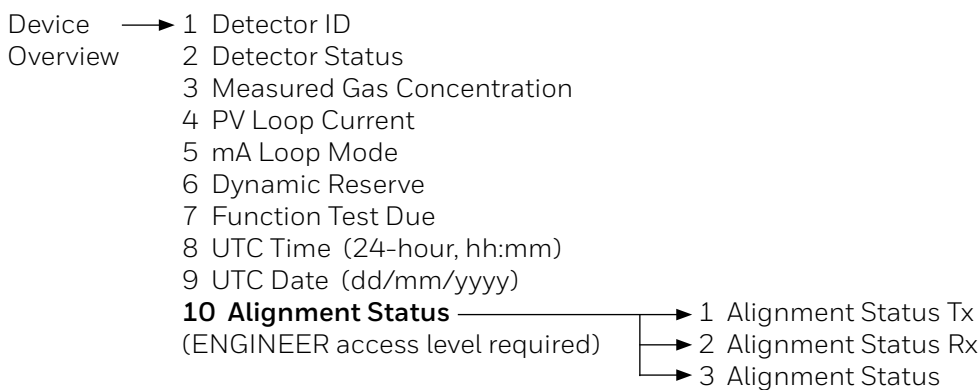 Device
Overview
1 Detector ID
2 Detector Status
3 Measured Gas Concentration
4 PV Loop Current
5 mA Loop Mode
6 Dynamic Reserve
7 Function Test Due
8 UTC Time (24-hour, hh:mm)
9 UTC Date (dd/mm/yyyy)
10 Alignment Status
(ENGINEER access level required)
1 Alignment Status Tx
2 Alignment Status Rx
3 Alignment Status